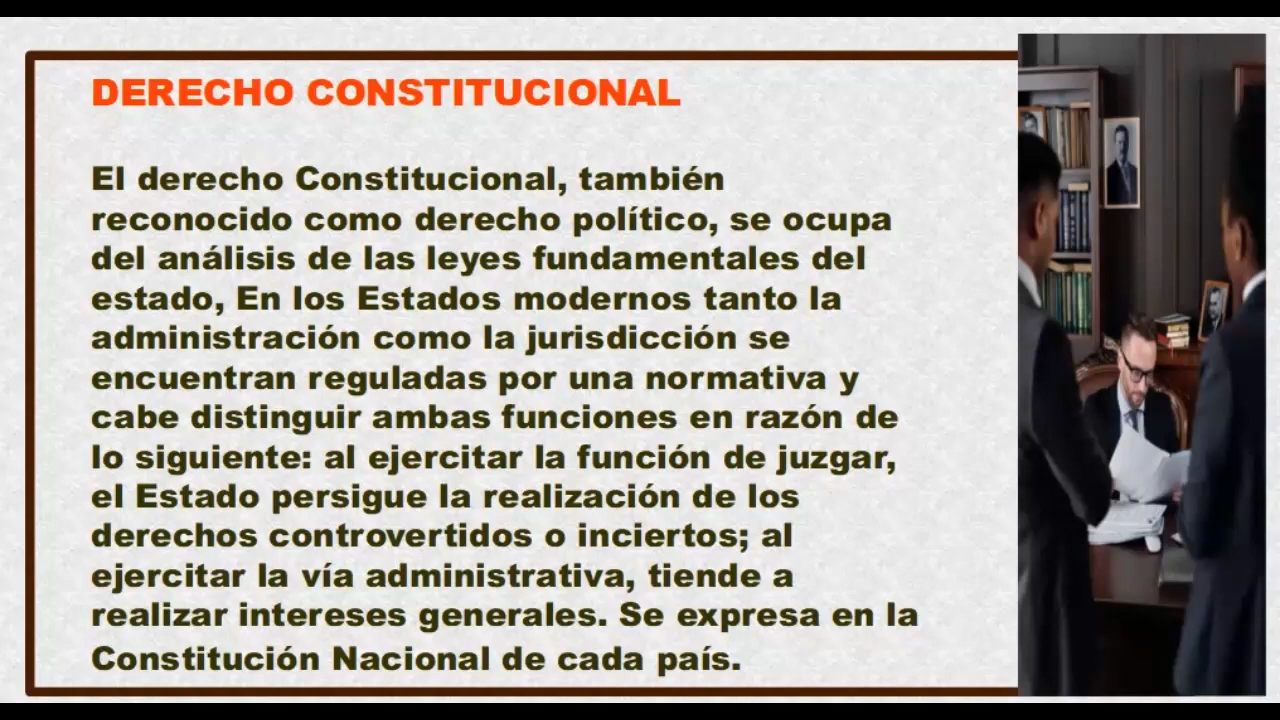 DERECHO CONSTITUCIONAL
El derecho Constitucional, también
reconocido como derecho político, se ocupa
del análisis de las leyes fundamentales del
estado, En los Estados modernos tanto la
administración como la jurisdicción se
encuentran reguladas por una normativa y
cabe distinguir ambas funciones en razón de
lo siguiente: al ejercitar la función de juzgar,
el Estado persigue la realización de los
derechos controvertidos o inciertos; al
ejercitar la vía administrativa, tiende a
realizar intereses generales. Se expresa en la
Constitución Nacional de cada país.